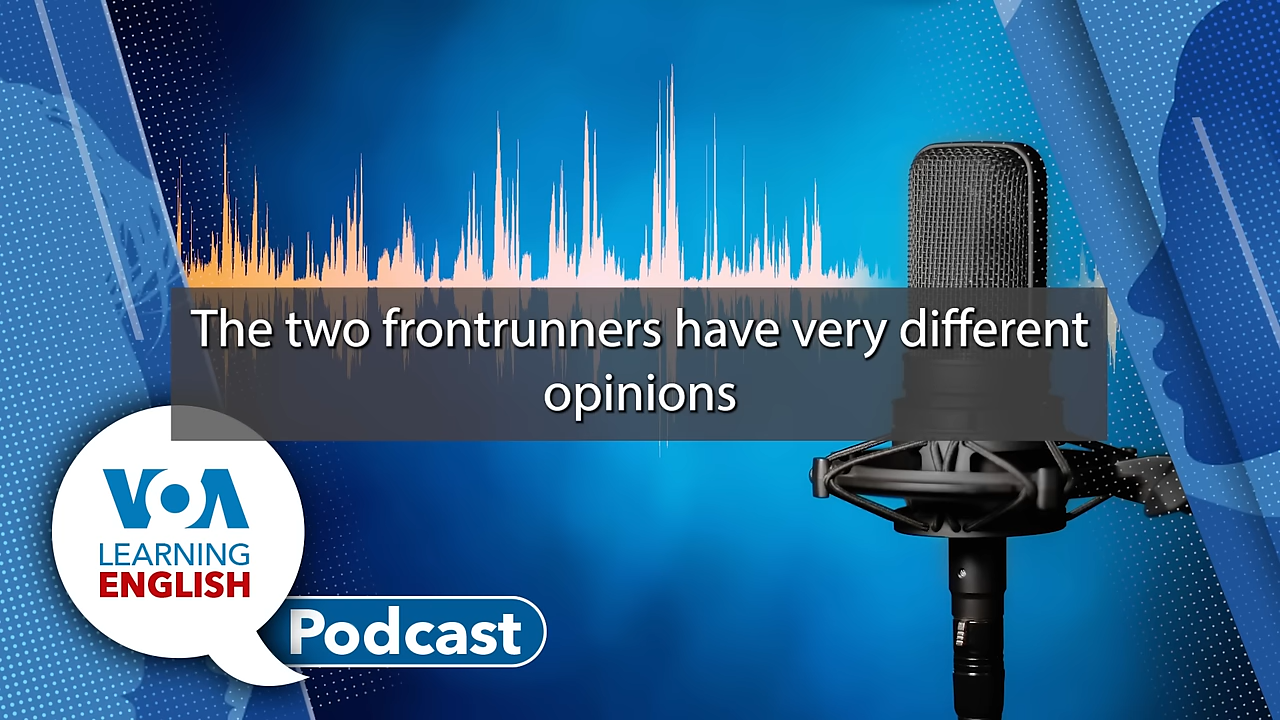 The two frontrunners have very different
opinions
VOA
LEARNING
ENGLISH
Podcast